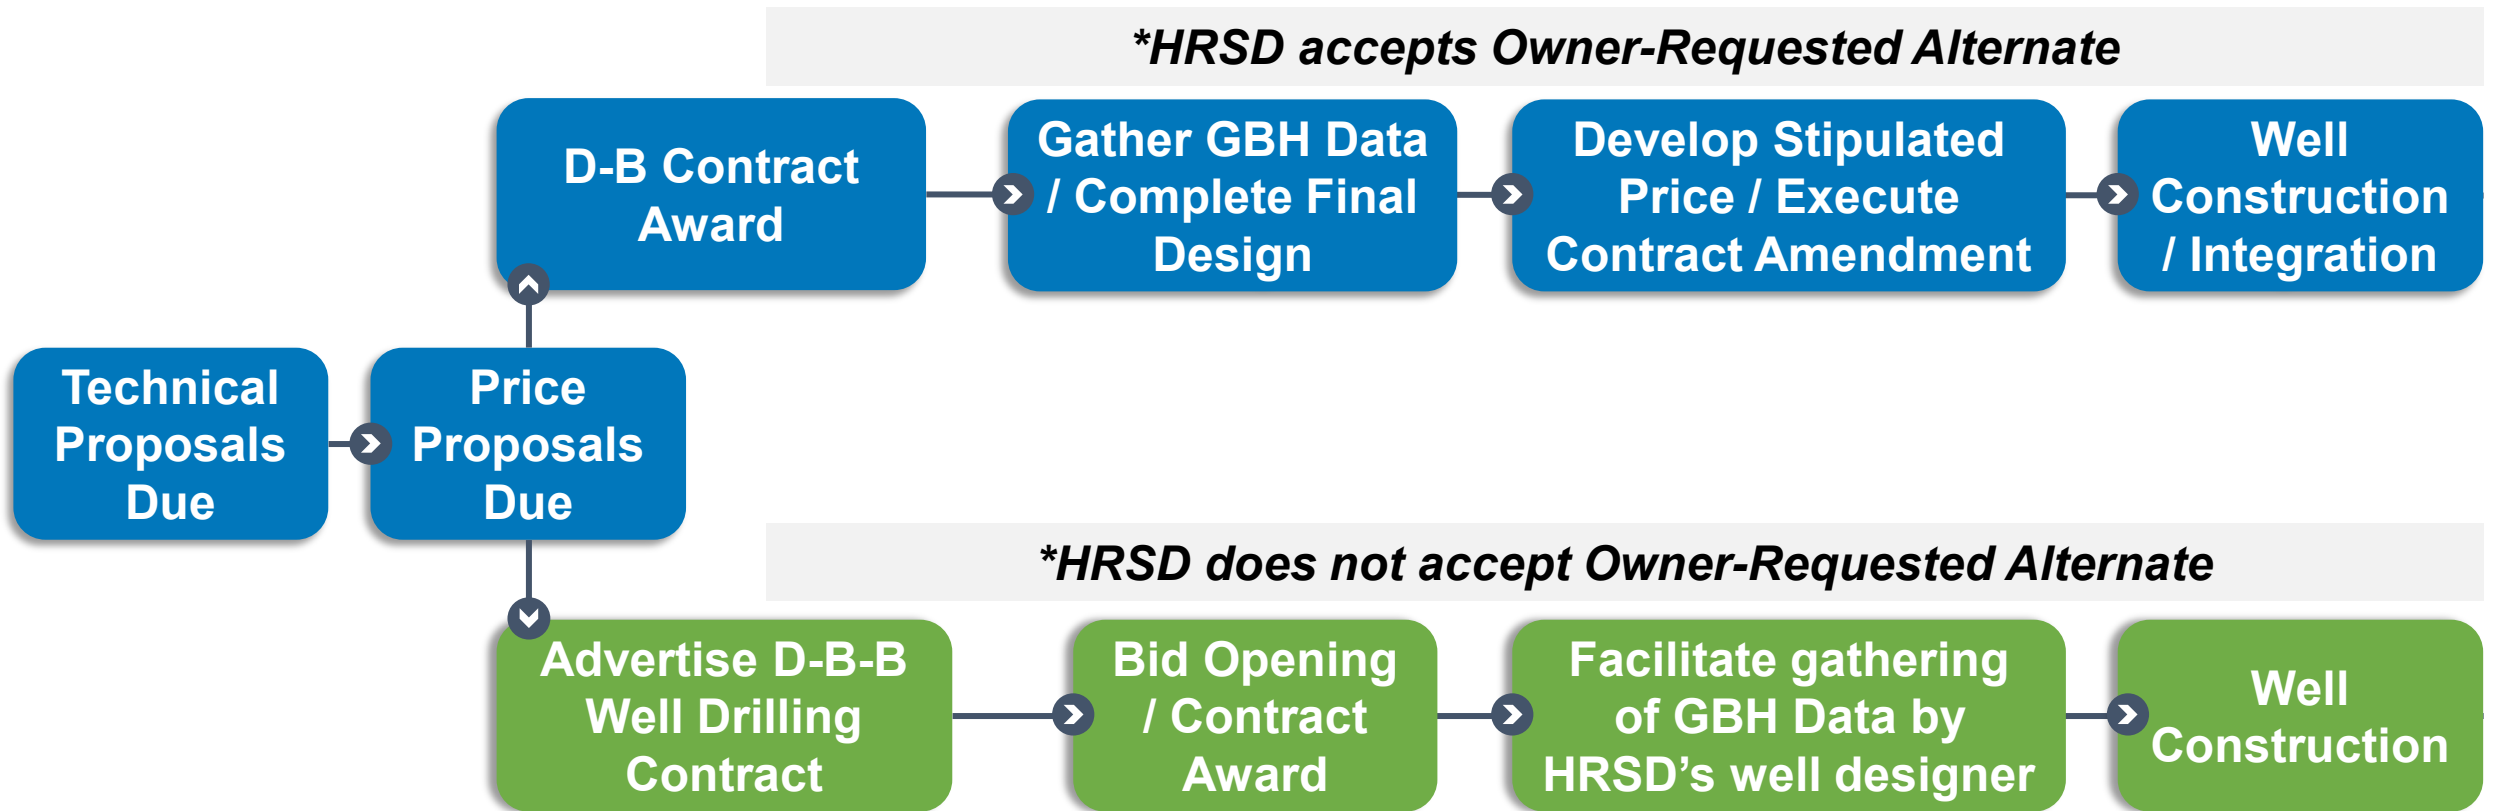 *HRSD accepts Owner-Requested Alternate
D-B Contract
Award
Gather GBH Data
/ Complete Final
Design
Develop Stipulated
Price / Execute
Contract Amendment
Well
Construction
/ Integration
Technical
Proposals
Due
Price
Proposals
Due
*HRSD does not accept Owner-Requested Alternate
Advertise D-B-B
Well Drilling
Contract
Bid Opening
/ Contract
Award
Facilitate gathering
of GBH Data by
HRSD’s well designer
Well
Construction